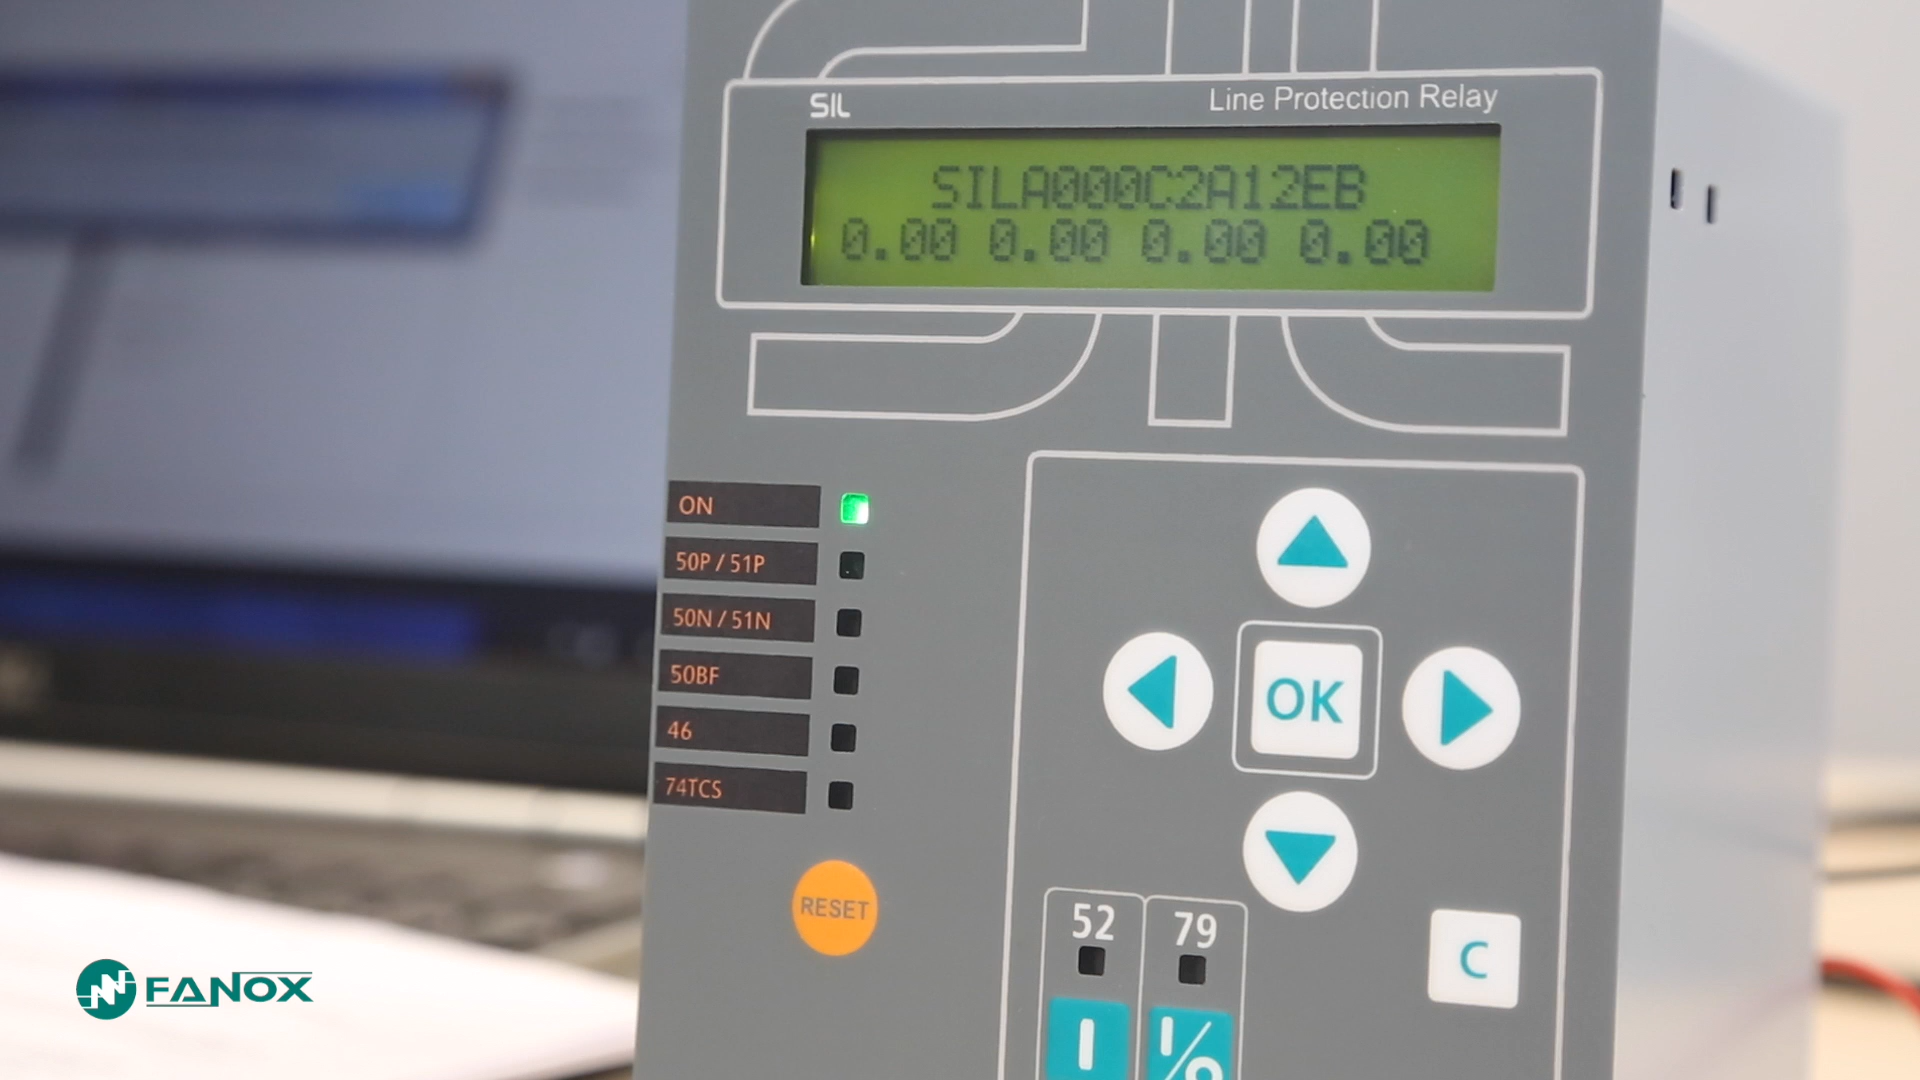 SIL
Line Protection Relay
SILA000C2A12EB
0.00 0.00 0.00 0.00
ON
50P / 51P
50N / 51N
50BF
46
74TCS
OK
RESET
52
79
C
I
I/O
FANOX